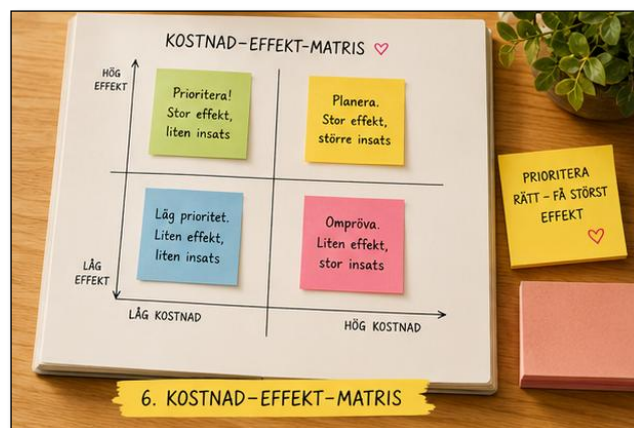 KOSTNAD-EFFEKT-MATRIS
HÖG
EFFEKT
Prioritera!
Stor effekt,
liten insats
Planera.
Stor effekt,
större insats
Låg prioritet.
Liten effekt,
liten insats
Ompröva.
Liten effekt,
stor insats
LÅG
EFFEKT
LÅG KOSTNAD
HÖG KOSTNAD
PRIORITERA
RÄTT – FÅ STÖRST
EFFEKT
6. KOSTNAD-EFFEKT-MATRIS